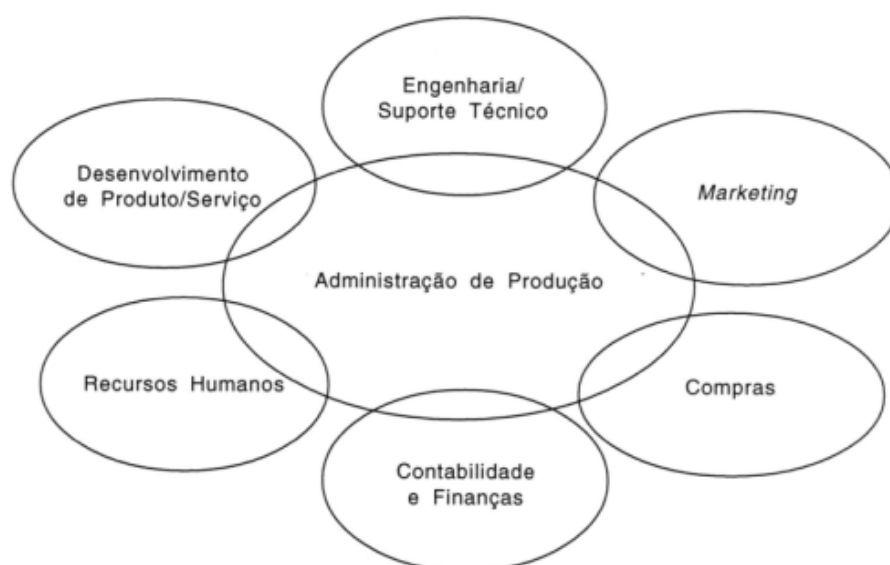 Engenharia/
Suporte Técnico
Desenvolvimento
de Produto/Serviço
Marketing
Administração de Produção
Recursos Humanos
Compras
Contabilidade
e Finanças